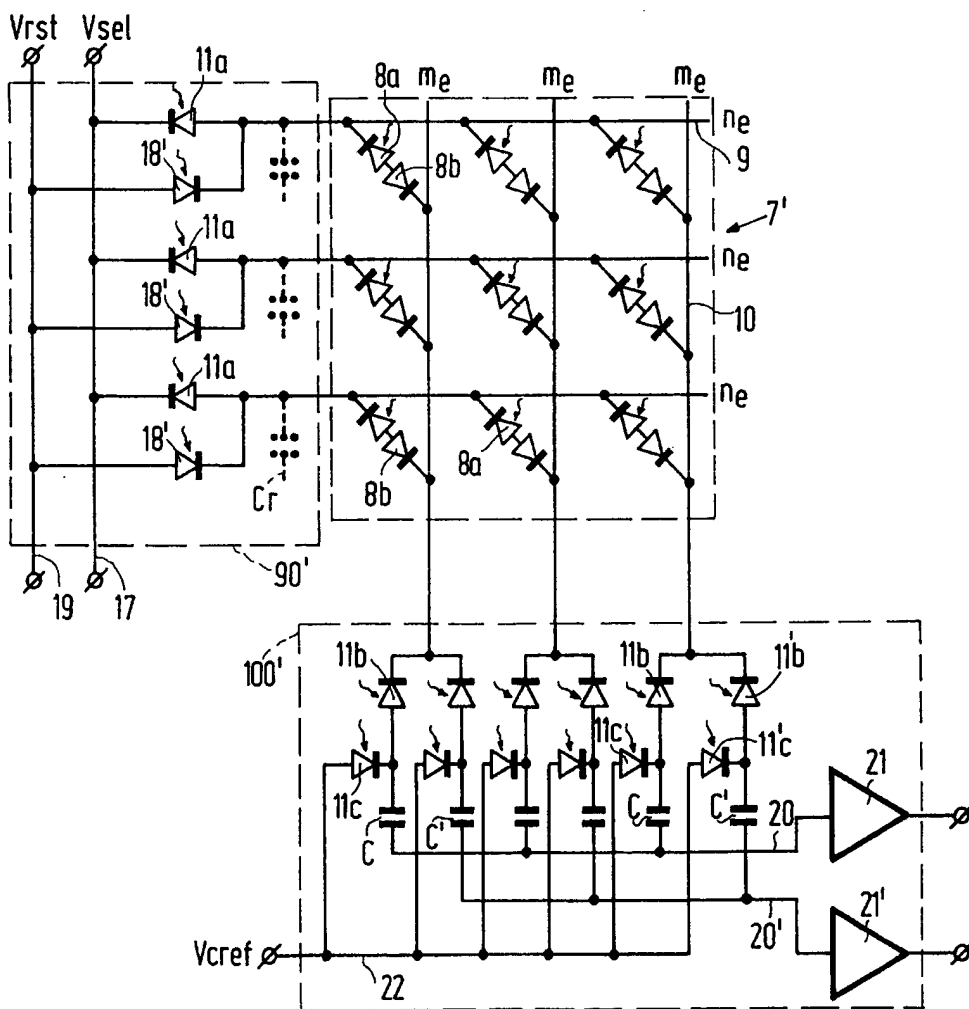 Vrst Vsel
11a 8a me me me
ne
9
18' 8b
7'
11a ne
18' 10
11a ne
18' 8a
Cr 8b
90'
19 17
100'
11b 11b 11'b
11c 11'c
11c 21
C C' C C' 20
20' 21'
Vcref
22